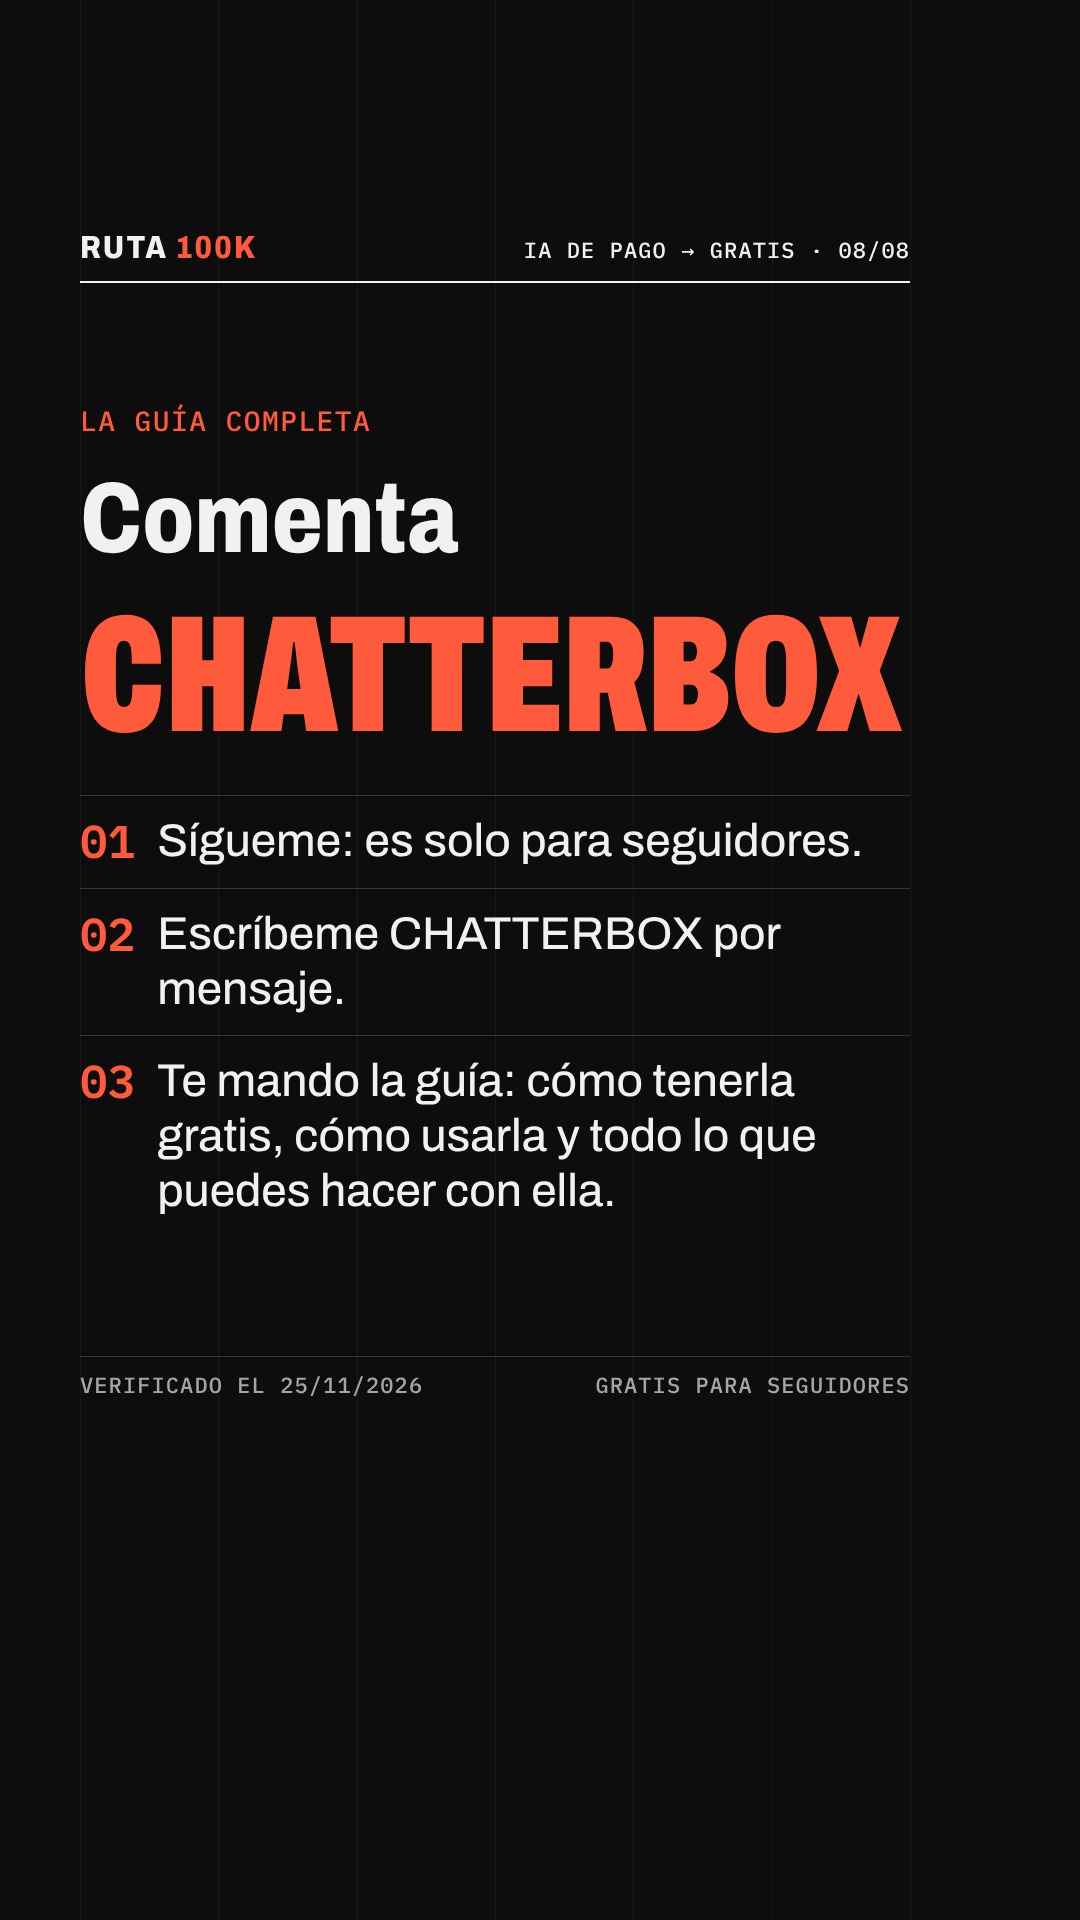 RUTA 100K
IA DE PAGO → GRATIS · 08/08
LA GUÍA COMPLETA
Comenta
CHATTERBOX
01 Sígueme: es solo para seguidores.
02 Escríbeme CHATTERBOX por
mensaje.
03 Te mando la guía: cómo tenerla
gratis, cómo usarla y todo lo que
puedes hacer con ella.
VERIFICADO EL 25/11/2026
GRATIS PARA SEGUIDORES